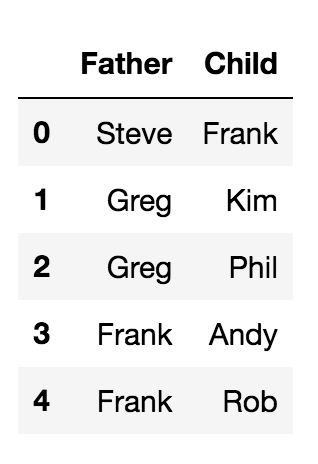 Father Child
0 Steve Frank
1 Greg Kim
2 Greg Phil
3 Frank Andy
4 Frank Rob